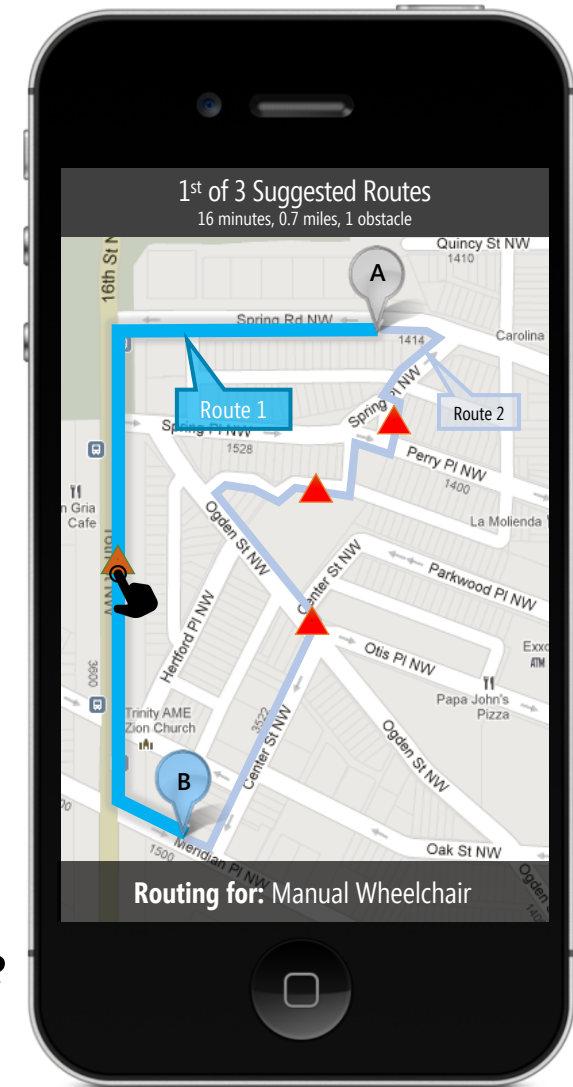 1st of 3 Suggested Routes
16 minutes, 0.7 miles, 1 obstacle
Quincy St NW
1410
16th St N
A
Spring Rd NW
1414
Carolina
Route 1
Spring Pl NW
Route 2
Spring Pl NW
1528
Perry Pl NW
1400
n Gria
Cafe
Ogden St NW
La Molienda
Center St NW
Parkwood Pl NW
Hertford Pl NW
Otis Pl NW
Exxo
ATM
3600
Papa John's
Pizza
Trinity AME
Zion Church
3522
Center St NW
Ogden St NW
B
Meridian Pl NW
1500
Oak St NW
Ogden
Routing for: Manual Wheelchair
?